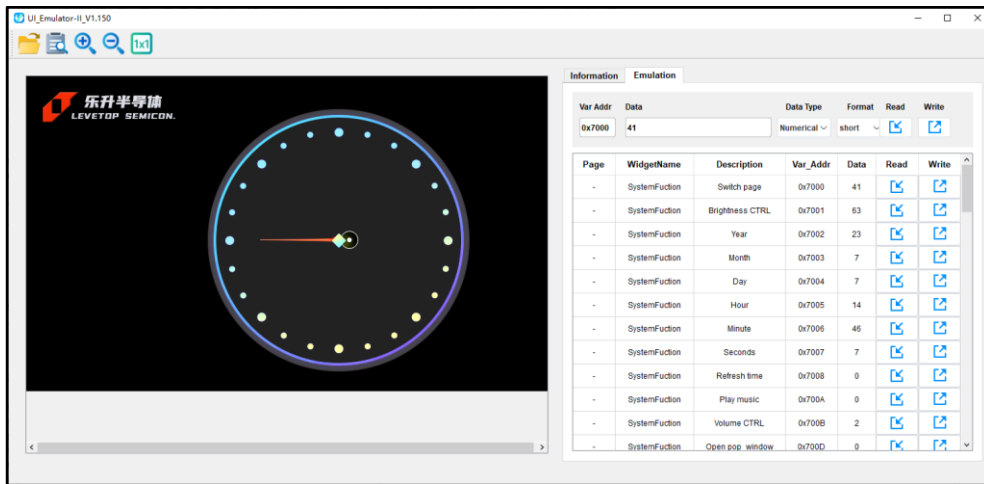 UI_Emulator-II_V1.150
1x1
乐升半导体
LEVETOP SEMICON.
Information Emulation
Var Addr Data Data Type Format Read Write
0x7000 41 Numerical short
Page WidgetName Description Var_Addr Data Read Write
- SystemFuction Switch page 0x7000 41
- SystemFuction Brightness CTRL 0x7001 63
- SystemFuction Year 0x7002 23
- SystemFuction Month 0x7003 7
- SystemFuction Day 0x7004 7
- SystemFuction Hour 0x7005 14
- SystemFuction Minute 0x7006 46
- SystemFuction Seconds 0x7007 7
- SystemFuction Refresh time 0x7008 0
- SystemFuction Play music 0x700A 0
- SystemFuction Volume CTRL 0x700B 2
- SystemFuction Open pop_window 0x700D 0